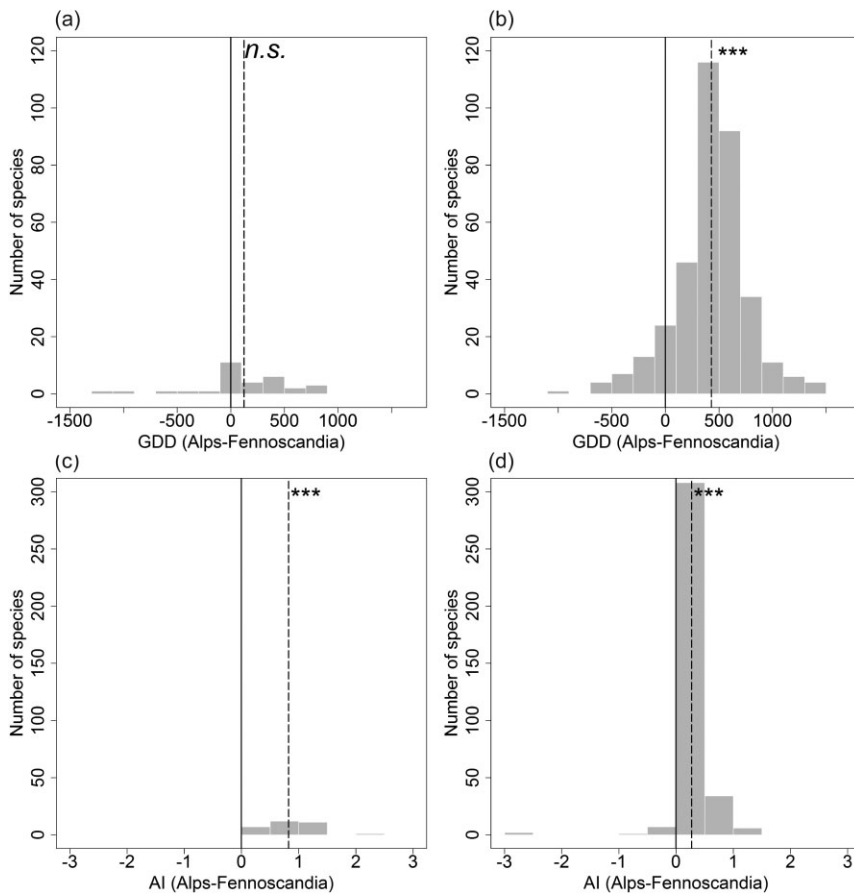 (a)
n.s.
Number of species
0 20 40 60 80 100 120
-1500 -500 0 500 1000
GDD (Alps-Fennoscandia)
(b)
***
Number of species
0 20 40 60 80 100 120
-1500 -500 0 500 1000
GDD (Alps-Fennoscandia)
(c)
***
Number of species
0 50 100 150 200 250 300
-3 -2 -1 0 1 2 3
AI (Alps-Fennoscandia)
(d)
***
Number of species
0 50 100 150 200 250 300
-3 -2 -1 0 1 2 3
AI (Alps-Fennoscandia)